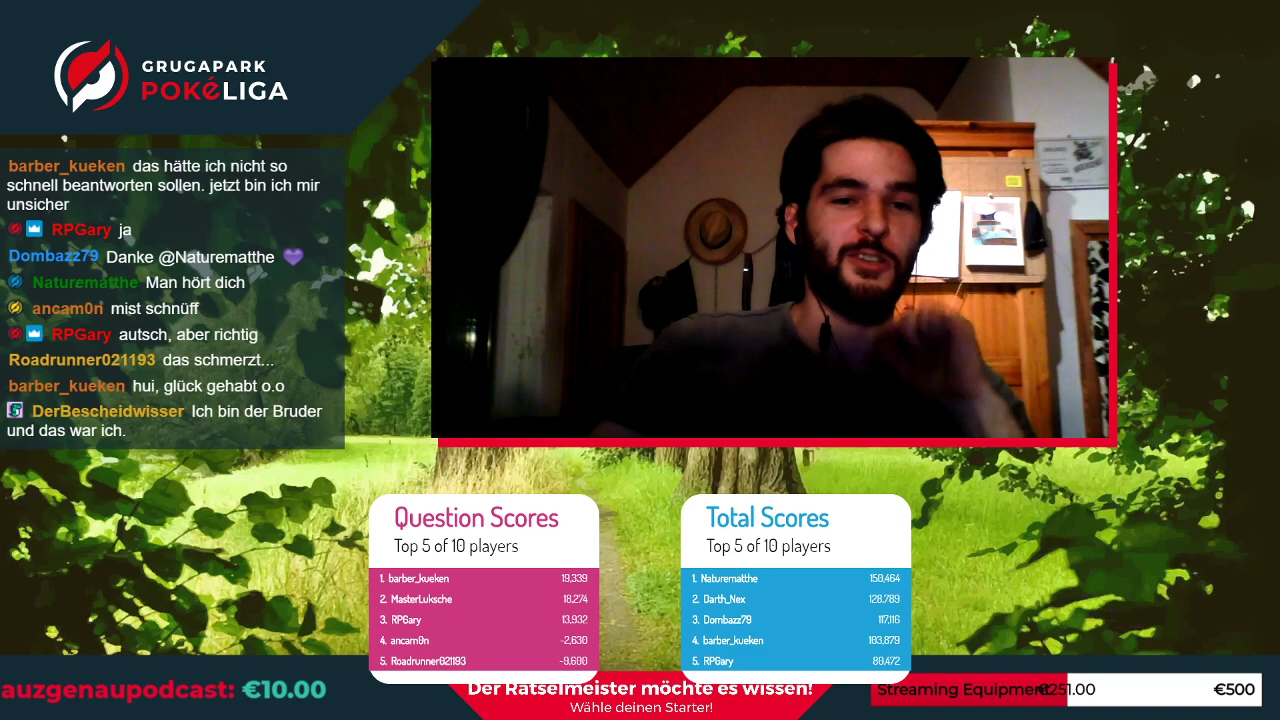 GRUGAPARK
POKéLIGA
barber_kueken das hätte ich nicht so
schnell beantworten sollen. jetzt bin ich mir
unsicher
RPGary ja
Dombazz79 Danke @Naturematthe
Naturematthe Man hört dich
ancam0n mist schnüff
RPGary autsch, aber richtig
Roadrunner021193 das schmerzt...
barber_kueken hui, glück gehabt o.o
DerBescheidwisser Ich bin der Bruder
und das war ich.
Question Scores
Top 5 of 10 players
1. barber_kueken 19,339
2. MasterLuksche 18,274
3. RPGary 13,932
4. ancam0n -2,630
5. Roadrunner021193 -9,600
Total Scores
Top 5 of 10 players
1. Naturematthe 150,464
2. Darth_Nex 128,789
3. Dombazz79 117,116
4. barber_kueken 103,879
5. RPGary 80,472
auzgenaupodcast: €10.00
Der Rätselmeister möchte es wissen!
Wähle deinen Starter!
Streaming Equipment €251.00 €500